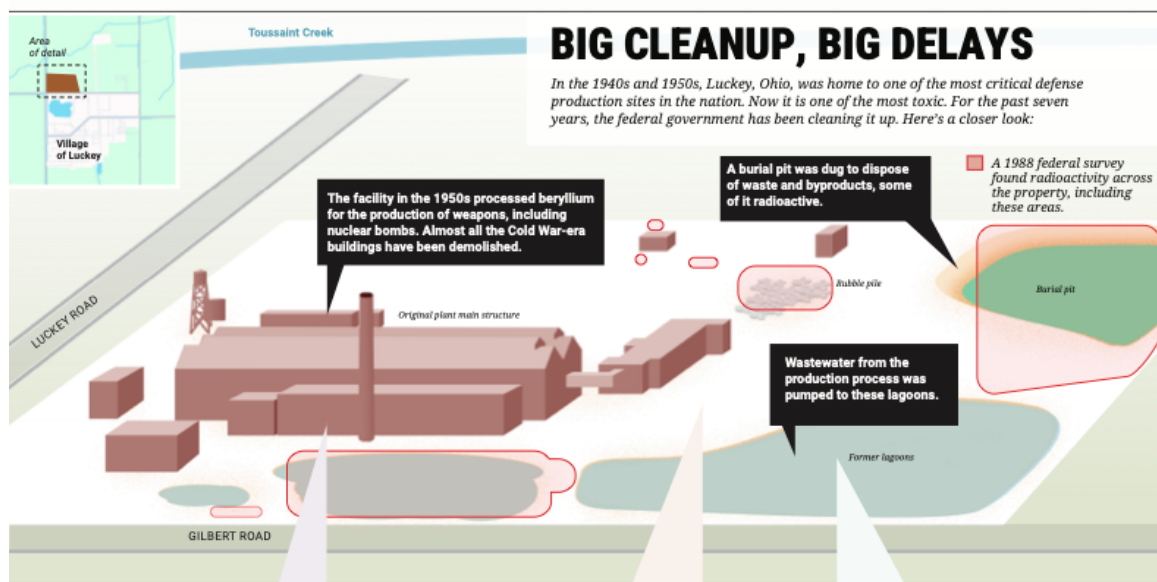 Area
of detail
Village
of Luckey
Toussaint Creek
BIG CLEANUP, BIG DELAYS
In the 1940s and 1950s, Luckey, Ohio, was home to one of the most critical defense
production sites in the nation. Now it is one of the most toxic. For the past seven
years, the federal government has been cleaning it up. Here's a closer look:
A 1988 federal survey
found radioactivity across
the property, including
these areas.
A burial pit was dug to dispose
of waste and byproducts, some
of it radioactive.
The facility in the 1950s processed beryllium
for the production of weapons, including
nuclear bombs. Almost all the Cold War-era
buildings have been demolished.
LUCKEY ROAD
Rubble pile
Burial pit
Original plant main structure
Wastewater from the
production process was
pumped to these lagoons.
Former lagoons
GILBERT ROAD